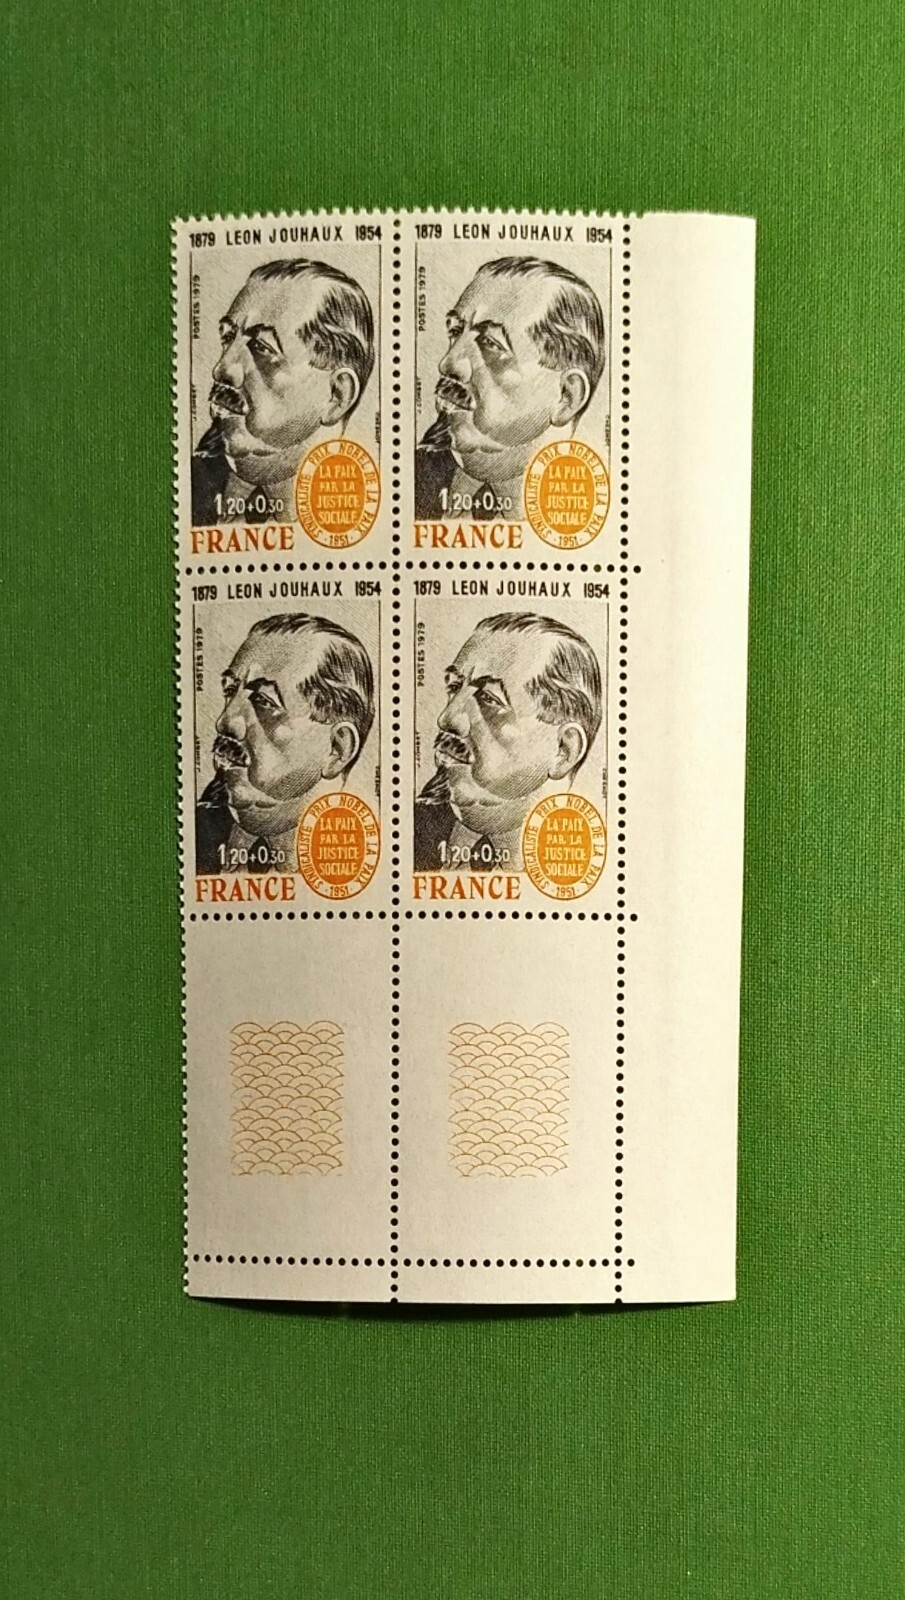 1879 LEON JOUHAUX 1954
POSTES 1979
J.COMBET
PRIX NOBEL DE LA PAIX
SYNDICALISTE
LA PAIX
PAR LA
JUSTICE
SOCIALE
1951
1,20+0,30
FRANCE
1879 LEON JOUHAUX 1954
POSTES 1979
J.COMBET
PRIX NOBEL DE LA PAIX
SYNDICALISTE
LA PAIX
PAR LA
JUSTICE
SOCIALE
1951
1,20+0,30
FRANCE
1879 LEON JOUHAUX 1954
POSTES 1979
J.COMBET
PRIX NOBEL DE LA PAIX
SYNDICALISTE
LA PAIX
PAR LA
JUSTICE
SOCIALE
1951
1,20+0,30
FRANCE
1879 LEON JOUHAUX 1954
POSTES 1979
J.COMBET
PRIX NOBEL DE LA PAIX
SYNDICALISTE
LA PAIX
PAR LA
JUSTICE
SOCIALE
1951
1,20+0,30
FRANCE